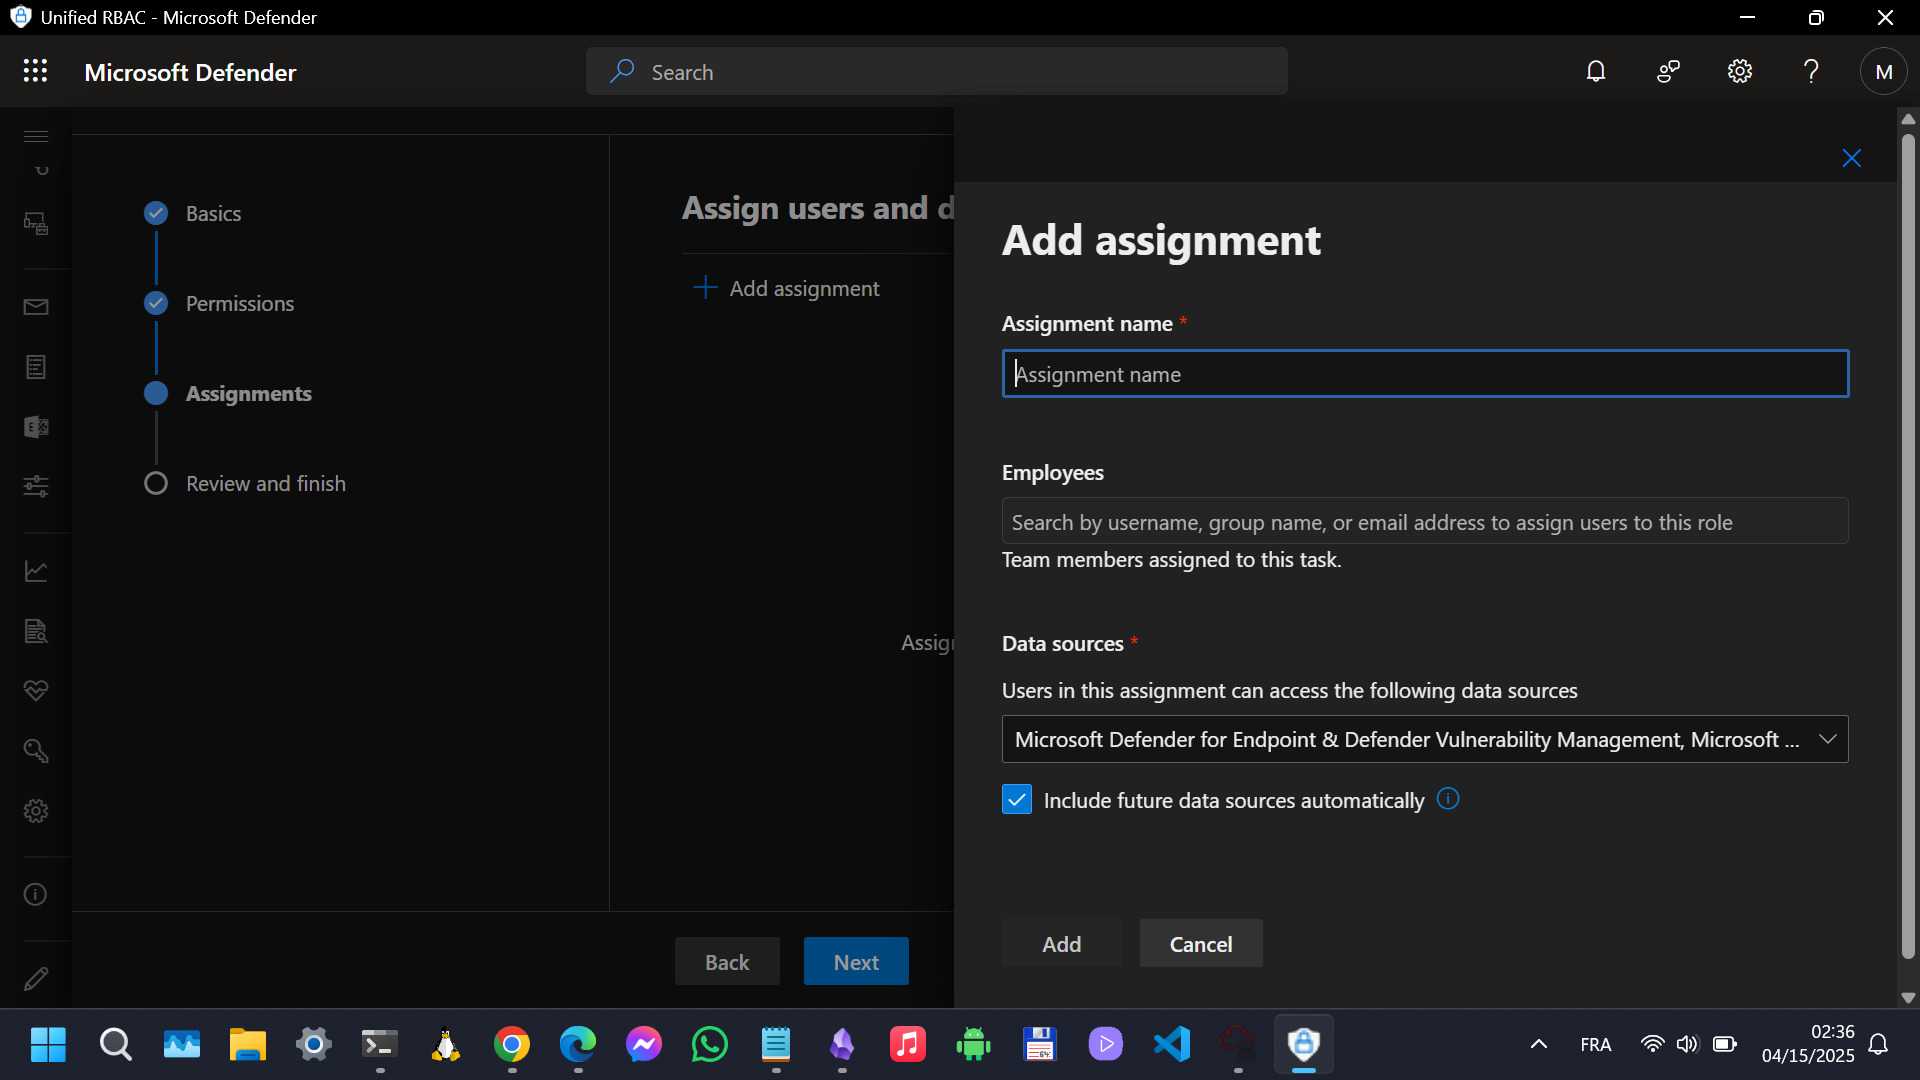 Unified RBAC - Microsoft Defender
Microsoft Defender
Search
M
Basics
Permissions
Assignments
Review and finish
Assign users and d
Add assignment
Assig
Back
Next
Add assignment
Assignment name *
Assignment name
Employees
Search by username, group name, or email address to assign users to this role
Team members assigned to this task.
Data sources *
Users in this assignment can access the following data sources
Microsoft Defender for Endpoint & Defender Vulnerability Management, Microsoft ...
Include future data sources automatically
Add
Cancel
FRA
02:36
04/15/2025